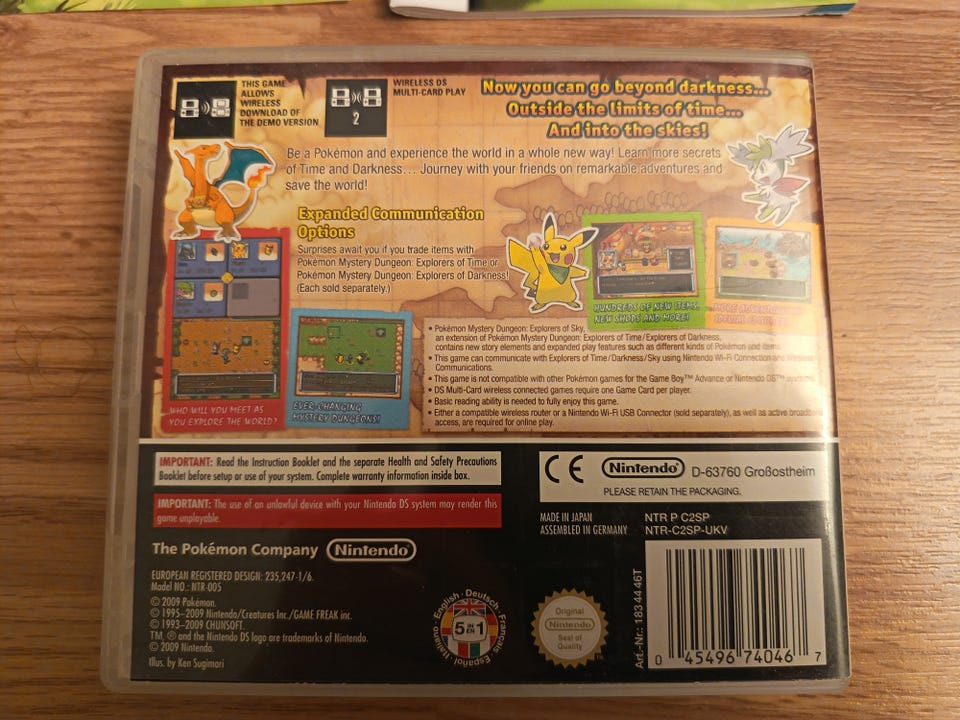 THIS GAME
ALLOWS
WIRELESS
DOWNLOAD OF
THE DEMO VERSION
2
WIRELESS DS
MULTI-CARD PLAY
Now you can go beyond darkness...
Outside the limits of time...
And into the skies!
Be a Pokémon and experience the world in a whole new way! Learn more secrets
of Time and Darkness... Journey with your friends on remarkable adventures and
save the world!
Expanded Communication
Options
Surprises await you if you trade items with
Pokémon Mystery Dungeon: Explorers of Time or
Pokémon Mystery Dungeon: Explorers of Darkness!
(Each sold separately.)
WHO WILL YOU MEET AS
YOU EXPLORE THE WORLD?
EVER-CHANGING
MYSTERY DUNGEONS!
HUNDREDS OF NEW ITEMS,
NEW SHOPS AND MORE!
• Pokémon Mystery Dungeon: Explorers of Sky,
an extension of Pokémon Mystery Dungeon: Explorers of Time/Explorers of Darkness,
contains new story elements and expanded play features such as different kinds of Pokémon and items.
• This game can communicate with Explorers of Time/Darkness/Sky using Nintendo Wi-Fi Connection and Wireless
Communications.
• This game is not compatible with other Pokémon games for the Game Boy™ Advance or Nintendo DS™ systems.
• DS Multi-Card wireless connected games require one Game Card per player.
• Basic reading ability is needed to fully enjoy this game.
• Either a compatible wireless router or a Nintendo Wi-Fi USB Connector (sold separately), as well as active broadband
access, are required for online play.
IMPORTANT: Read the Instruction Booklet and the separate Health and Safety Precautions
Booklet before setup or use of your system. Complete warranty information inside box.
IMPORTANT: The use of an unlawful device with your Nintendo DS system may render this
game unplayable.
The Pokémon Company Nintendo
EUROPEAN REGISTERED DESIGN: 235,247-1/6.
Model NO.: NTR-005
© 2009 Pokémon.
© 1995–2009 Nintendo/Creatures Inc./GAME FREAK inc.
© 1993–2009 CHUNSOFT.
TM, ® and the Nintendo DS logo are trademarks of Nintendo.
© 2009 Nintendo.
Illus. by Ken Sugimori
English · Deutsch · Français · Español · Italiano
5 IN EN 1
CE Nintendo D-63760 Großostheim
PLEASE RETAIN THE PACKAGING.
MADE IN JAPAN
ASSEMBLED IN GERMANY
NTR P C2SP
NTR-C2SP-UKV
Original
Nintendo
Seal of
Quality
TM
Art.-Nr.: 183 44 46T
0 45496 74046 7